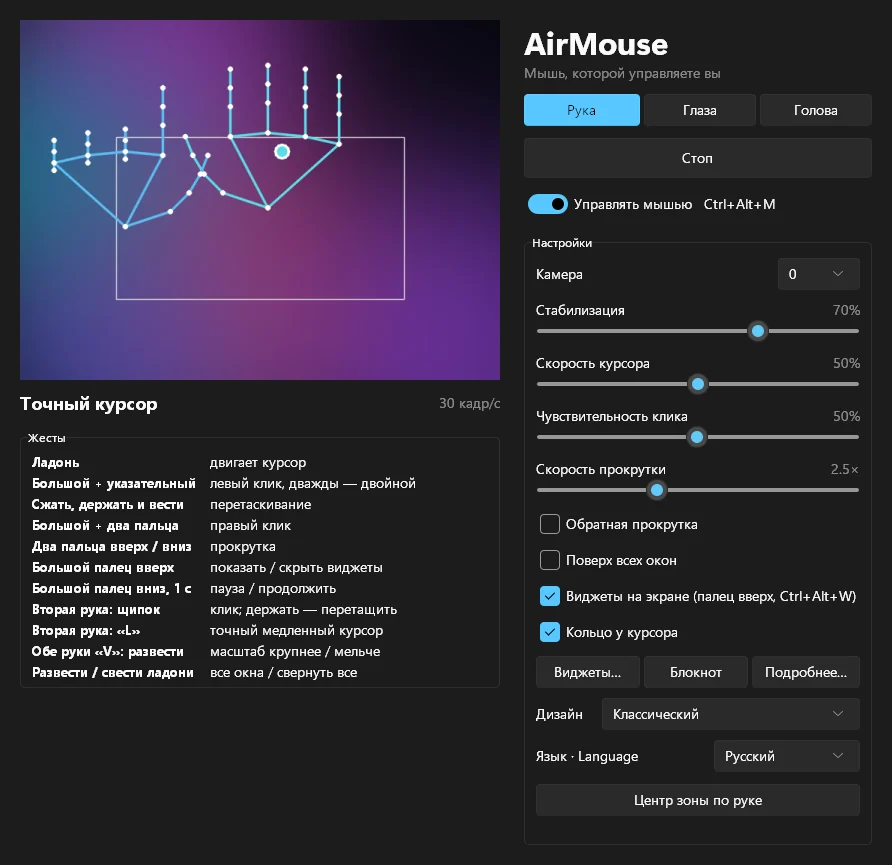 AirMouse
Мышь, которой управляете вы
Рука
Глаза
Голова
Стоп
Управлять мышью Ctrl+Alt+M
Настройки
Камера
0
Стабилизация
70%
Скорость курсора
50%
Чувствительность клика
50%
Скорость прокрутки
2.5×
Обратная прокрутка
Поверх всех окон
Виджеты на экране (палец вверх, Ctrl+Alt+W)
Кольцо у курсора
Виджеты...
Блокнот
Подробнее...
Дизайн
Классический
Язык · Language
Русский
Центр зоны по руке
Точный курсор
30 кадр/с
Жесты
Ладонь двигает курсор
Большой + указательный левый клик, дважды — двойной
Сжать, держать и вести перетаскивание
Большой + два пальца правый клик
Два пальца вверх / вниз прокрутка
Большой палец вверх показать / скрыть виджеты
Большой палец вниз, 1 с пауза / продолжить
Вторая рука: щипок клик; держать — перетащить
Вторая рука: «L» точный медленный курсор
Обе руки «V»: развести масштаб крупнее / мельче
Развести / свести ладони все окна / свернуть все